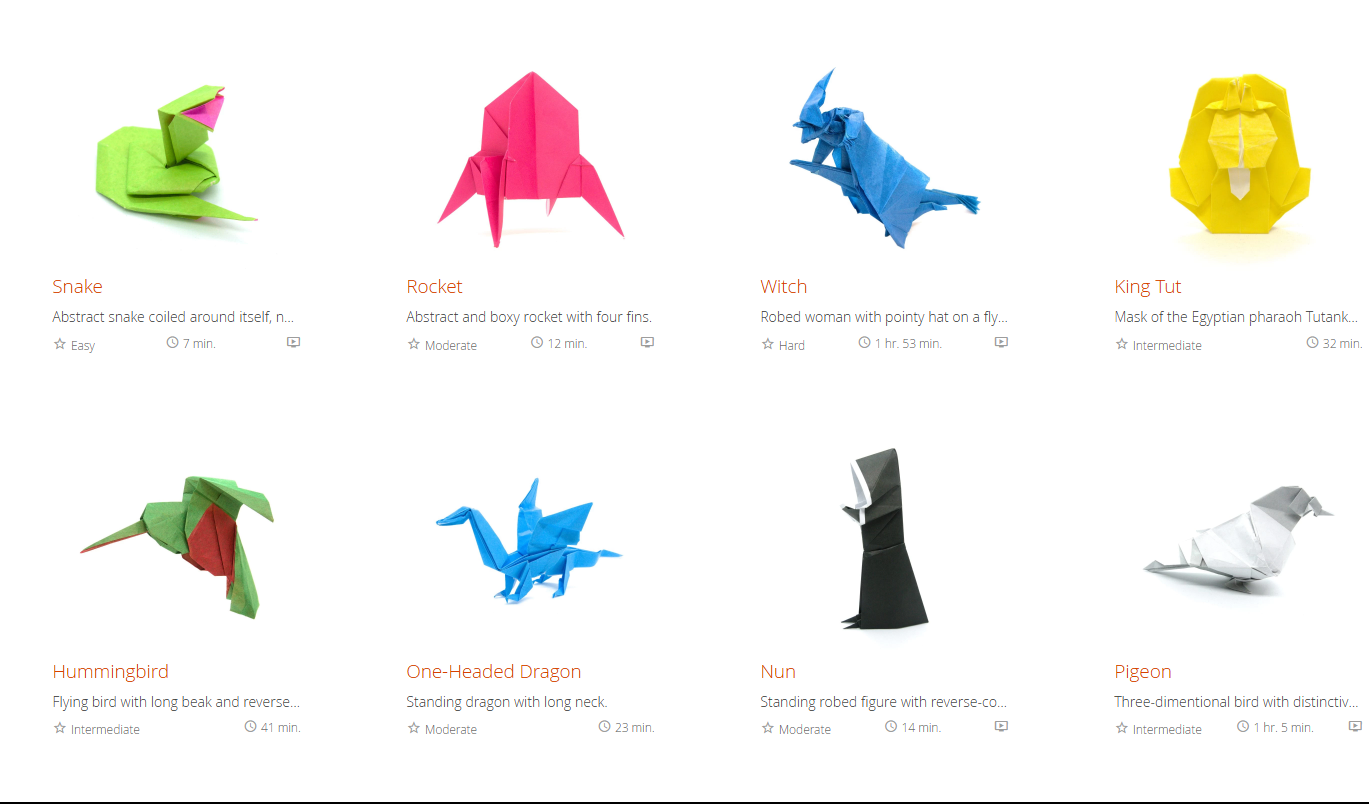 Snake
Abstract snake coiled around itself, n...
Easy 7 min.
Rocket
Abstract and boxy rocket with four fins.
Moderate 12 min.
Witch
Robed woman with pointy hat on a fly...
Hard 1 hr. 53 min.
King Tut
Mask of the Egyptian pharaoh Tutank...
Intermediate 32 min.
Hummingbird
Flying bird with long beak and reverse...
Intermediate 41 min.
One-Headed Dragon
Standing dragon with long neck.
Moderate 23 min.
Nun
Standing robed figure with reverse-co...
Moderate 14 min.
Pigeon
Three-dimentional bird with distinctiv...
Intermediate 1 hr. 5 min.